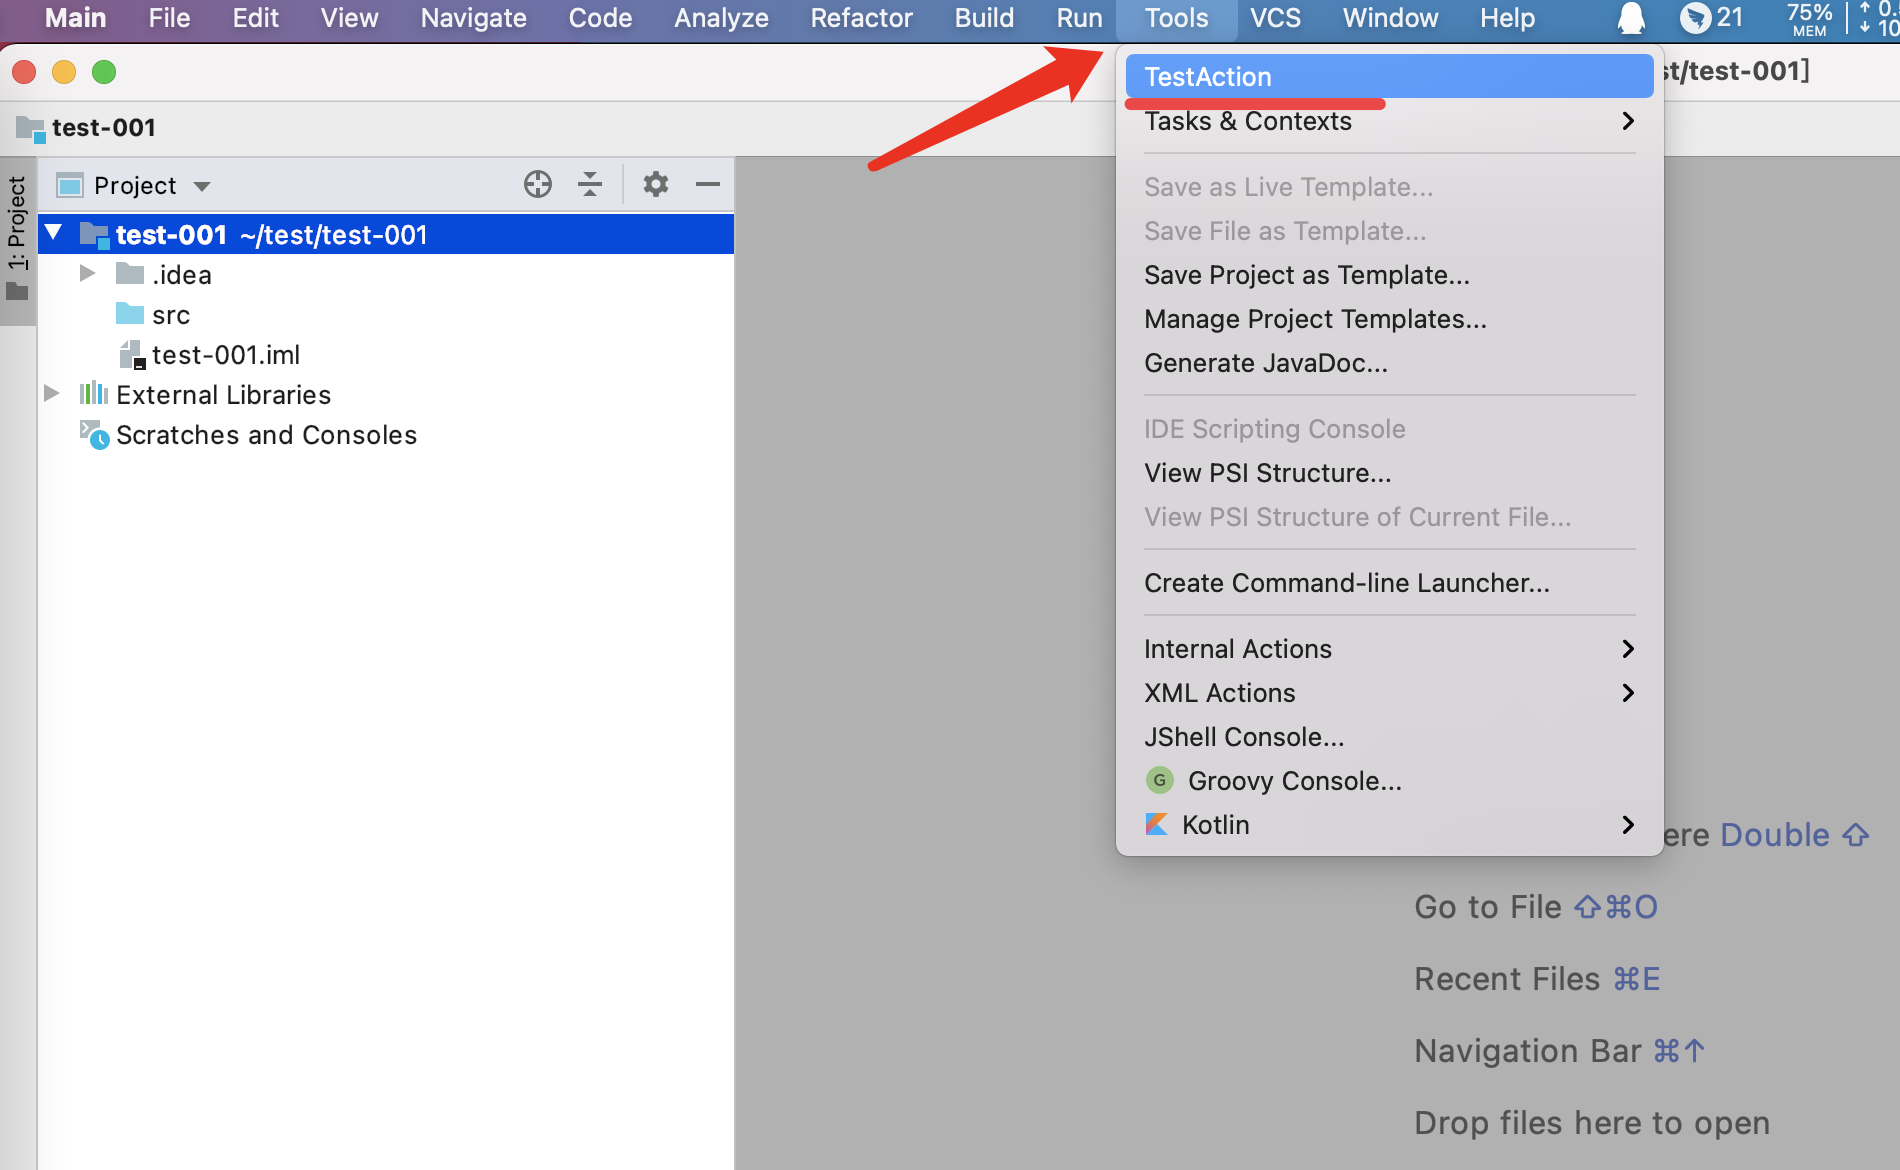 Main File Edit View Navigate Code Analyze Refactor Build Run Tools VCS Window Help 21 75% MEM
st/test-001]
test-001
1: Project
Project
test-001 ~/test/test-001
.idea
src
test-001.iml
External Libraries
Scratches and Consoles
TestAction
Tasks & Contexts
Save as Live Template...
Save File as Template...
Save Project as Template...
Manage Project Templates...
Generate JavaDoc...
IDE Scripting Console
View PSI Structure...
View PSI Structure of Current File...
Create Command-line Launcher...
Internal Actions
XML Actions
JShell Console...
G Groovy Console...
Kotlin
ere Double ⇧
Go to File ⇧⌘O
Recent Files ⌘E
Navigation Bar ⌘↑
Drop files here to open